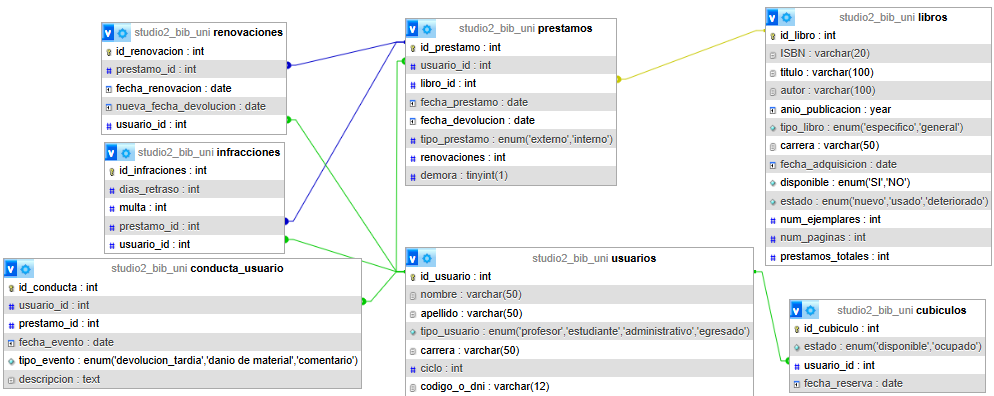 studio2_bib_uni renovaciones
id_renovacion : int
prestamo_id : int
fecha_renovacion : date
nueva_fecha_devolucion : date
usuario_id : int
studio2_bib_uni infracciones
id_infraciones : int
dias_retraso : int
multa : int
prestamo_id : int
usuario_id : int
studio2_bib_uni conducta_usuario
id_conducta : int
usuario_id : int
prestamo_id : int
fecha_evento : date
tipo_evento : enum('devolucion_tardia','danio de material','comentario')
descripcion : text
studio2_bib_uni prestamos
id_prestamo : int
usuario_id : int
libro_id : int
fecha_prestamo : date
fecha_devolucion : date
tipo_prestamo : enum('externo','interno')
renovaciones : int
demora : tinyint(1)
studio2_bib_uni usuarios
id_usuario : int
nombre : varchar(50)
apellido : varchar(50)
tipo_usuario : enum('profesor','estudiante','administrativo','egresado')
carrera : varchar(50)
ciclo : int
codigo_o_dni : varchar(12)
studio2_bib_uni libros
id_libro : int
ISBN : varchar(20)
titulo : varchar(100)
autor : varchar(100)
anio_publicacion : year
tipo_libro : enum('especifico','general')
carrera : varchar(50)
fecha_adquisicion : date
disponible : enum('SI','NO')
estado : enum('nuevo','usado','deteriorado')
num_ejemplares : int
num_paginas : int
prestamos_totales : int
studio2_bib_uni cubiculos
id_cubiculo : int
estado : enum('disponible','ocupado')
usuario_id : int
fecha_reserva : date